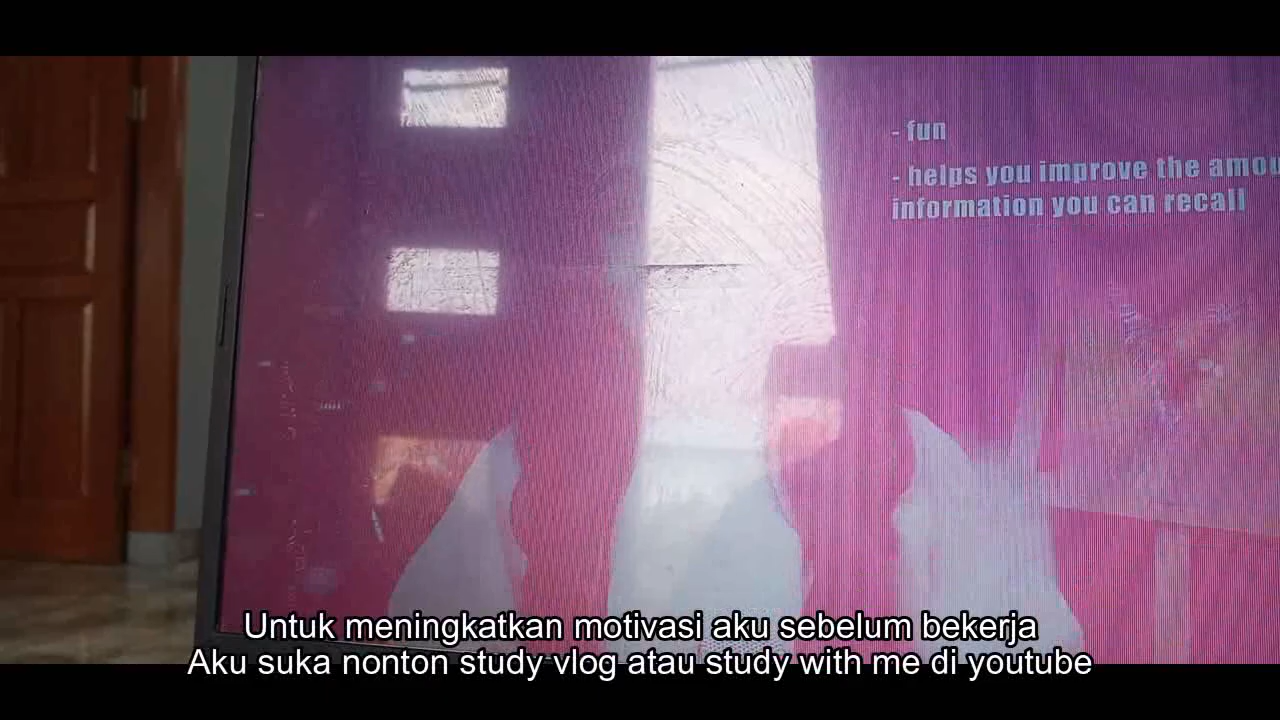 - fun
- helps you improve the
information you can recall
Untuk meningkatkan motivasi aku sebelum bekerja
Aku suka nonton study vlog atau study with me di youtube